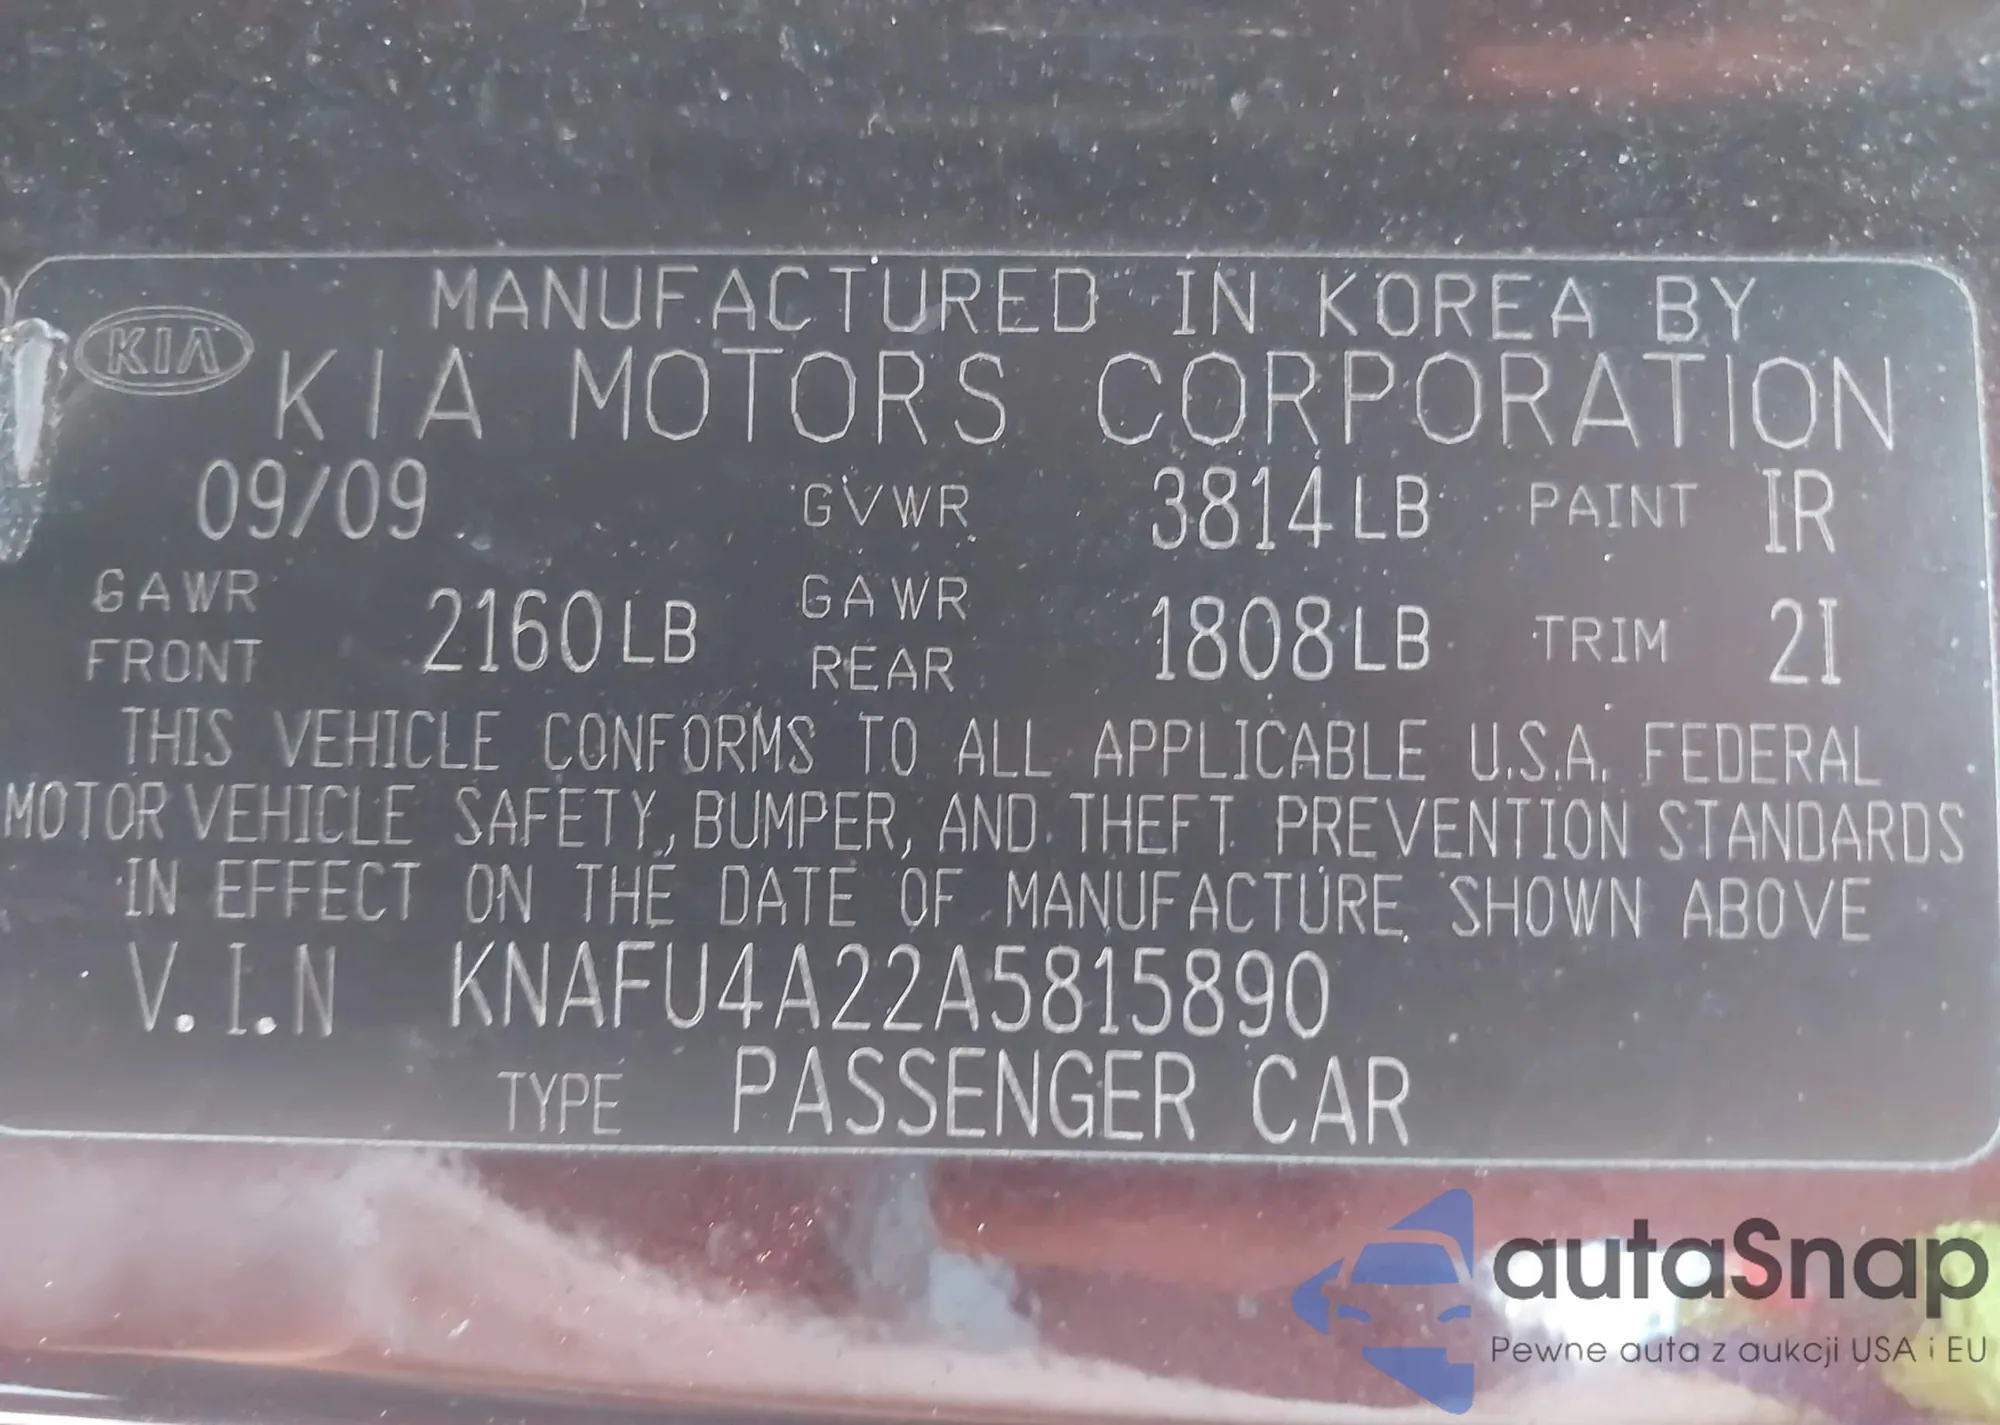 MANUFACTURED IN KOREA BY
KIA
KIA MOTORS CORPORATION
09/09 GVWR 3814LB PAINT IR
GAWR FRONT 2160LB GAWR REAR 1808LB TRIM 2I
THIS VEHICLE CONFORMS TO ALL APPLICABLE U.S.A. FEDERAL
MOTOR VEHICLE SAFETY, BUMPER, AND THEFT PREVENTION STANDARDS
IN EFFECT ON THE DATE OF MANUFACTURE SHOWN ABOVE
V.I.N KNAFU4A22A5815890
TYPE PASSENGER CAR
autaSnap
Pewne auta z aukcji USA i EU